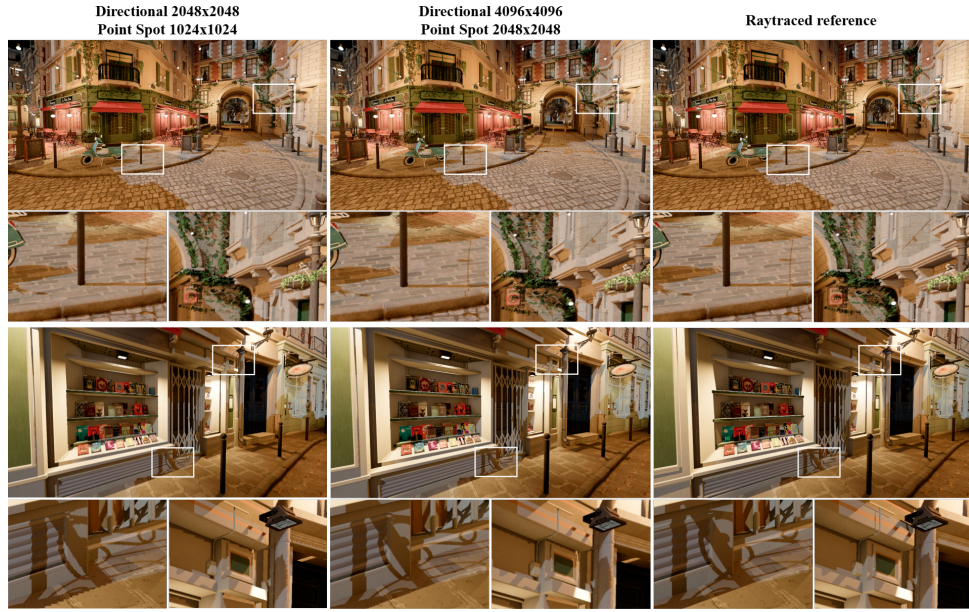 Directional 2048x2048
Point Spot 1024x1024
Directional 4096x4096
Point Spot 2048x2048
Raytraced reference